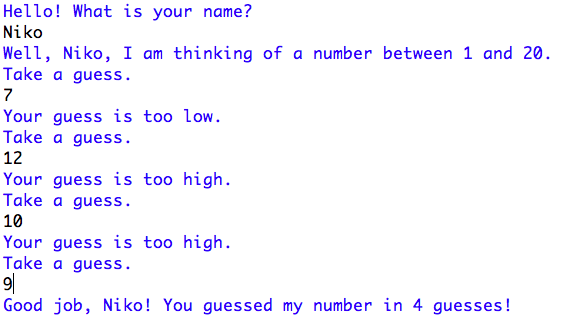 Hello! What is your name?
Niko
Well, Niko, I am thinking of a number between 1 and 20.
Take a guess.
7
Your guess is too low.
Take a guess.
12
Your guess is too high.
Take a guess.
10
Your guess is too high.
Take a guess.
9
Good job, Niko! You guessed my number in 4 guesses!